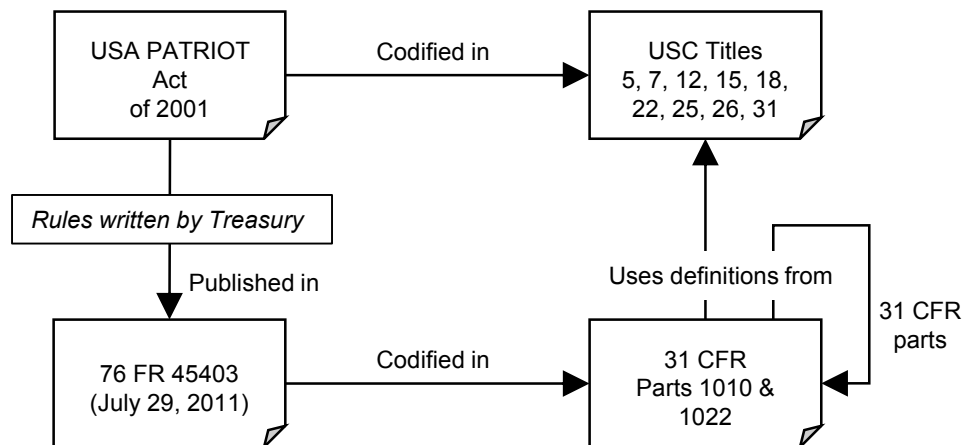 USA PATRIOT
Act
of 2001
Codified in
USC Titles
5, 7, 12, 15, 18,
22, 25, 26, 31
Rules written by Treasury
Published in
Uses definitions from
31 CFR
parts
76 FR 45403
(July 29, 2011)
Codified in
31 CFR
Parts 1010 &
1022